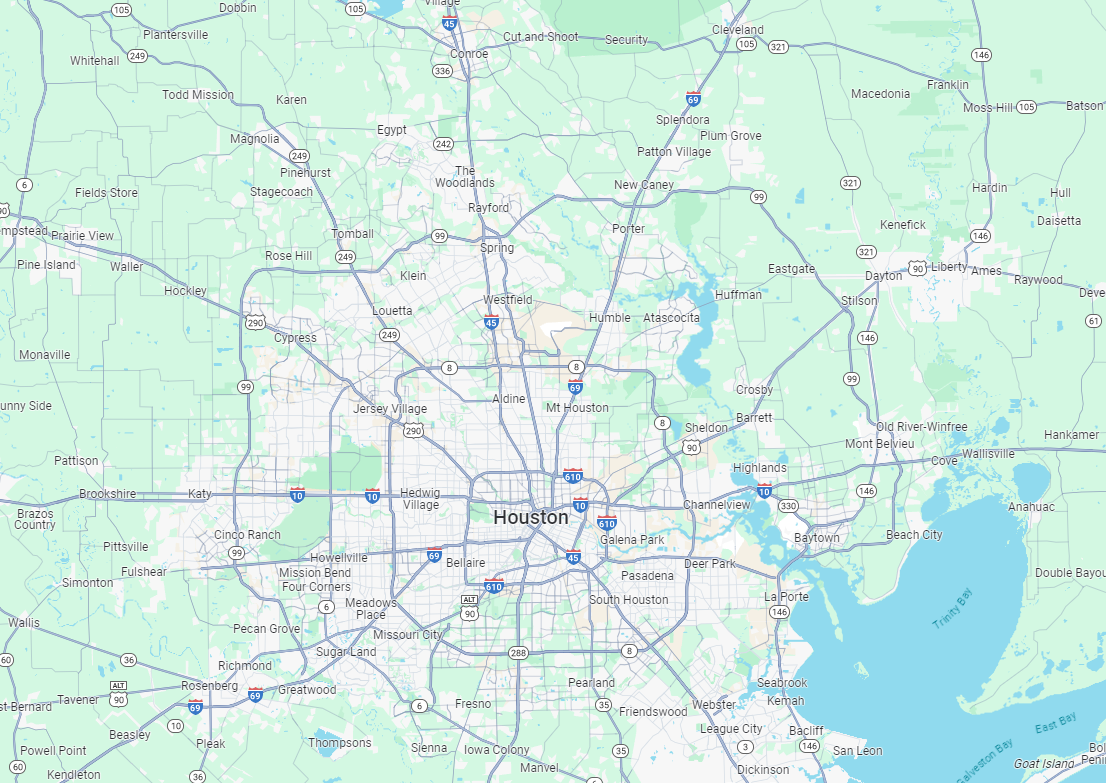 Village
105
Dobbin
105
45
Plantersville
Cut and Shoot
Security
Cleveland
105
321
249
Conroe
146
Whitehall
336
Franklin
Todd Mission
Karen
69
Macedonia
Moss Hill
105
Batson
Splendora
Egypt
Plum Grove
Magnolia
242
249
Patton Village
Pinehurst
The
Woodlands
6
Fields Store
Stagecoach
New Caney
99
321
Hardin
Hull
Rayford
Daisetta
Prairie View
Tomball
99
Porter
Kenefick
146
Spring
321
Pine Island
Waller
Rose Hill
249
Klein
Eastgate
90
Liberty
Ames
Dayton
Raywood
Hockley
Huffman
Stilson
Westfield
Louetta
Humble
Atascocita
290
45
61
249
Cypress
146
Monaville
8
8
99
69
99
Crosby
Aldine
Jersey Village
Mt Houston
Barrett
8
290
Sheldon
Old River-Winfree
Hankamer
90
Mont Belvieu
Wallisville
Pattison
Cove
Highlands
610
Brookshire
Katy
10
10
Hedwig
Village
10
146
10
Channelview
330
Anahuac
Brazos
Country
Houston
610
Cinco Ranch
Galena Park
Baytown
Beach City
Pittsville
99
Howellville
69
Bellaire
45
Deer Park
Fulshear
Mission Bend
Four Corners
Pasadena
Simonton
610
South Houston
La Porte
Meadows
Place
6
ALT
90
146
Trinity Bay
Wallis
Pecan Grove
Missouri City
Sugar Land
288
8
60
36
Richmond
Rosenberg
Greatwood
Pearland
Seabrook
ALT
90
69
69
Tavener
Kemah
6
Fresno
35
Friendswood
Webster
10
League City
Bacliff
East Bay
Beasley
Pleak
Thompsons
Sienna
Iowa Colony
35
3
146
San Leon
Powell Point
Galveston Bay
Goat Island
60
Kendleton
36
Manvel
Dickinson